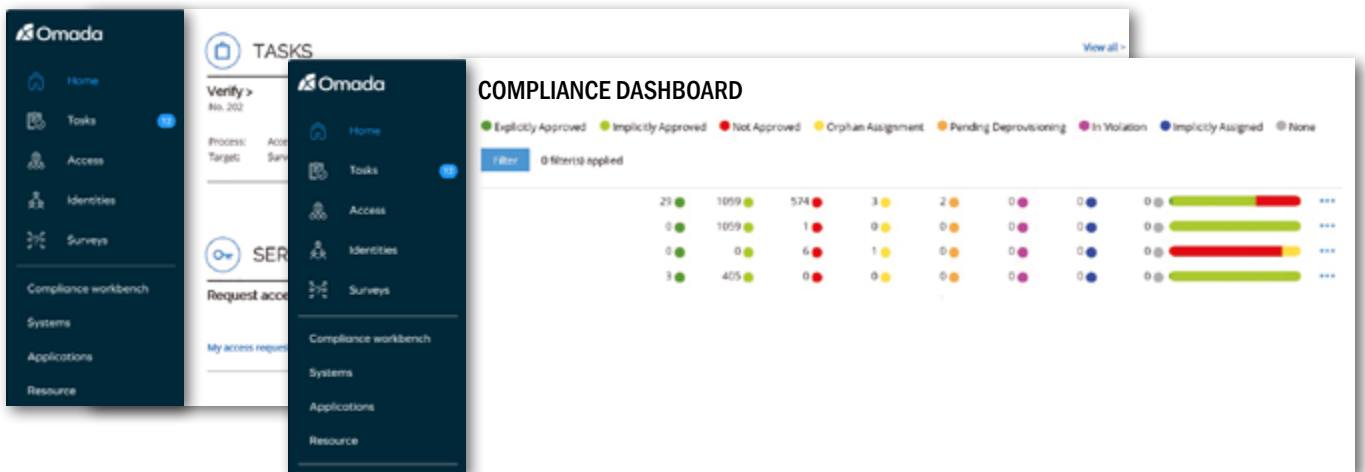 Omada
Home
Tasks
Access
Identities
Surveys
Compliance workbench
Systems
Applications
Resource
TASKS
View all >
Verify >
No. 202
Process: Acce
Target: Surv
SER
Request acce
My access reques
Omada
Home
Tasks
Access
Identities
Surveys
Compliance workbench
Systems
Applications
Resource
COMPLIANCE DASHBOARD
Explicitly Approved Implicitly Approved Not Approved Orphan Assignment Pending Deprovisioning In Violation Implicitly Assigned None
Filter 0 filter(s) applied
29 1059 574 3 2 0 0 0
0 1059 1 0 0 0 0 0
0 0 6 1 0 0 0 0
3 405 0 0 0 0 0 0